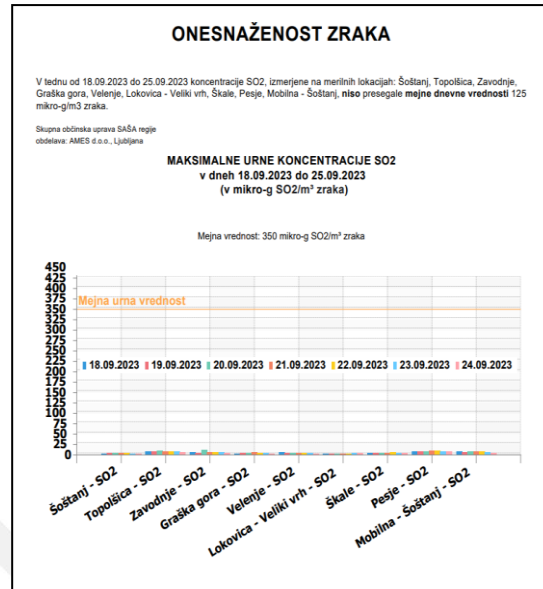 ONESNAŽENOST ZRAKA
V tednu od 18.09.2023 do 25.09.2023 koncentracije SO2, izmerjene na merilnih lokacijah: Šoštanj, Topolšica, Zavodnje,
Graška gora, Velenje, Lokovica - Veliki vrh, Škale, Pesje, Mobilna - Šoštanj, niso presegale mejne dnevne vrednosti 125
mikro-g/m3 zraka.
Skupna občinska uprava SAŠA regije
obdelava: AMES d.o.o., Ljubljana
MAKSIMALNE URNE KONCENTRACIJE SO2
v dneh 18.09.2023 do 25.09.2023
(v mikro-g SO2/m³ zraka)
Mejna vrednost: 350 mikro-g SO2/m³ zraka
450
425
400
375
350
325
300
275
250
225
200
175
150
125
100
75
50
25
0
Mejna urna vrednost
18.09.2023 19.09.2023 20.09.2023 21.09.2023 22.09.2023 23.09.2023 24.09.2023
Šoštanj - SO2
Topolšica - SO2
Zavodnje - SO2
Graška gora - SO2
Velenje - SO2
Lokovica - Veliki vrh - SO2
Škale - SO2
Pesje - SO2
Mobilna - Šoštanj - SO2